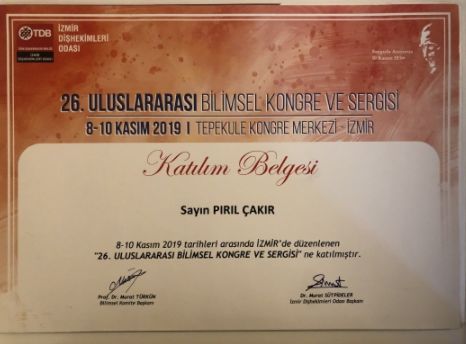 TDB
İZMİR
DİŞHEKİMLERİ
ODASI
26. ULUSLARARASI BİLİMSEL KONGRE VE SERGİSİ
8-10 KASIM 2019 I TEPEKULE KONGRE MERKEZİ - İZMİR
Katılım Belgesi
Sayın PIRIL ÇAKIR
8-10 Kasım 2019 tarihleri arasında İZMİR'de düzenlenen
"26. ULUSLARARASI BİLİMSEL KONGRE VE SERGİSİ" ne katılmıştır.
Prof. Dr. Murat TÜRKÜN
Bilimsel Komite Başkanı
Dr. Murat SÜTPİDELER
İzmir Dişhekimleri Odası Başkanı